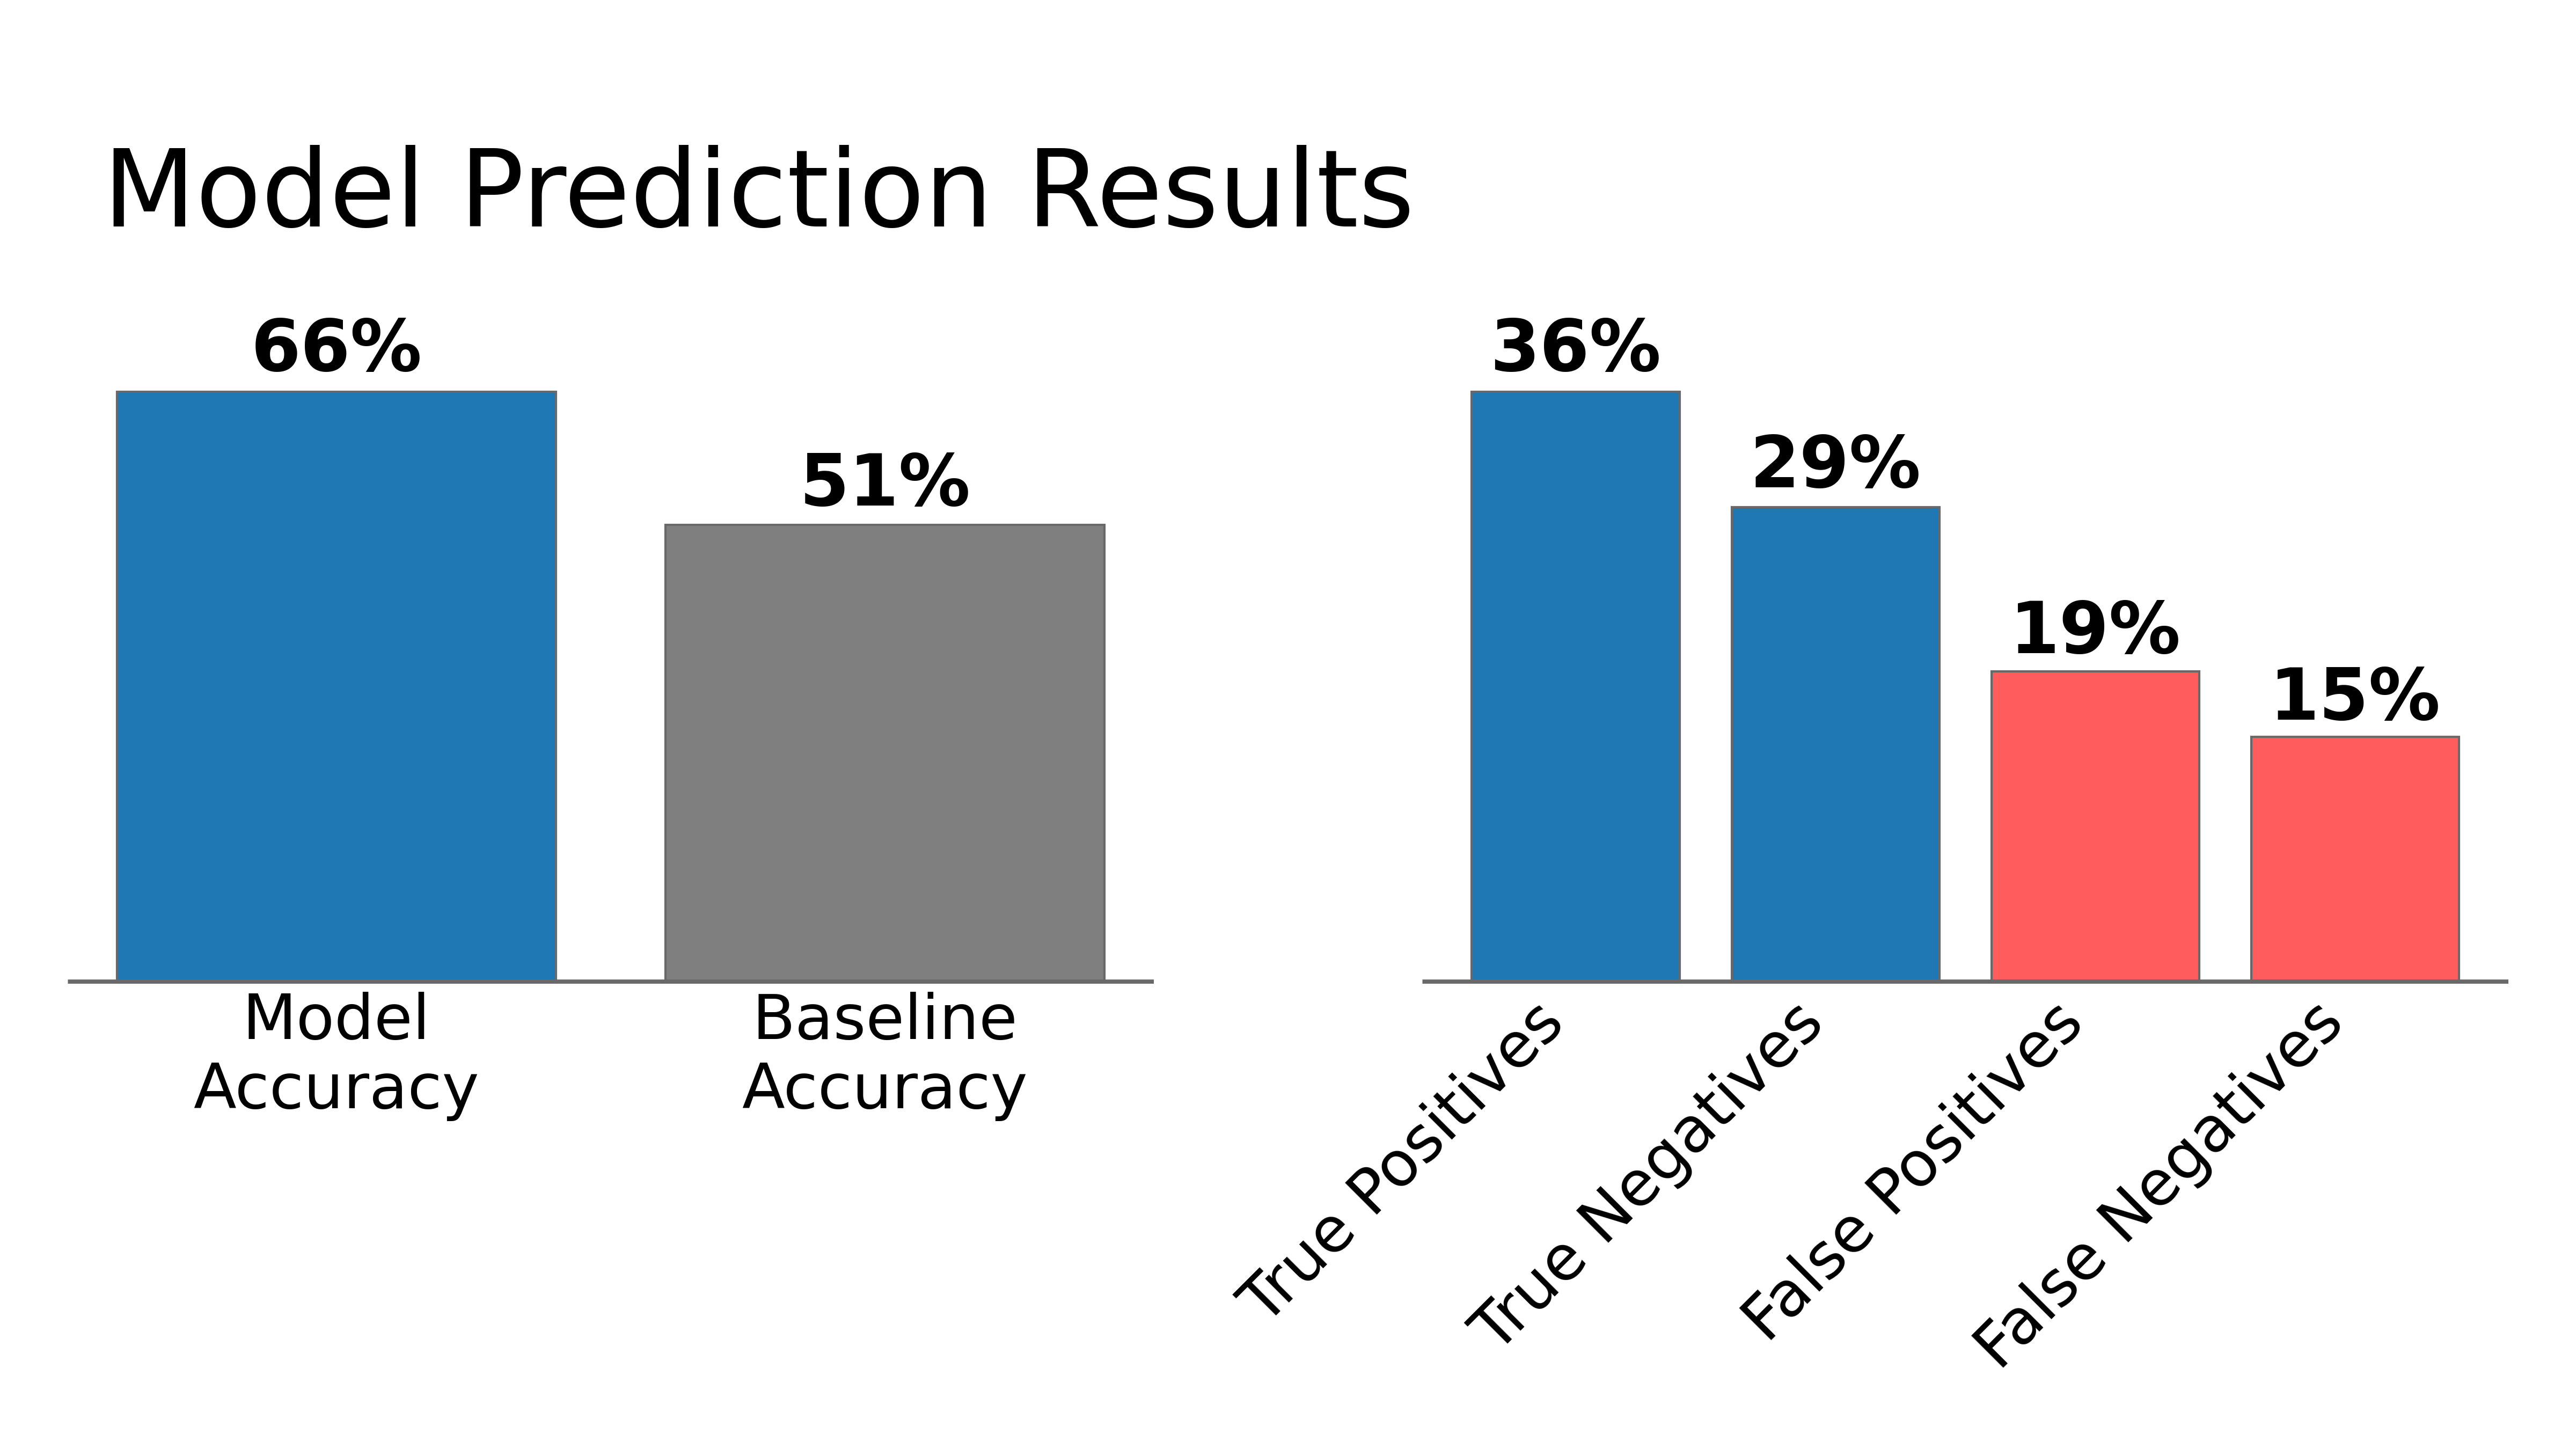 Model Prediction Results
66%
51%
Model
Accuracy
Baseline
Accuracy
36%
29%
19%
15%
True Positives
True Negatives
False Positives
False Negatives